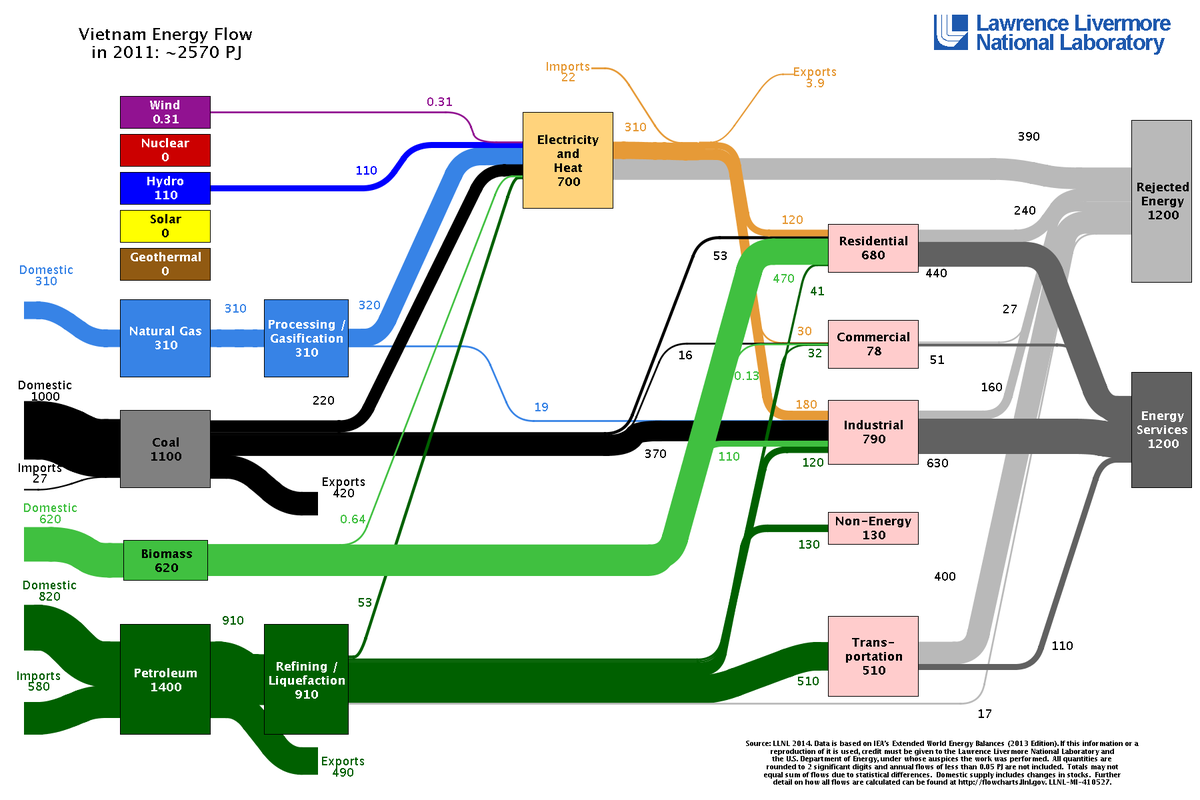 Vietnam Energy Flow
in 2011: ~2570 PJ
Lawrence Livermore
National Laboratory
Imports
22
Exports
3.9
Wind
0.31
0.31
Nuclear
0
Hydro
110
110
Solar
0
Geothermal
0
Electricity
and
Heat
700
310
390
Rejected
Energy
1200
240
120
Residential
680
440
53
470
41
Domestic
310
Natural Gas
310
310
Processing /
Gasification
310
320
19
27
30
Commercial
78
51
32
16
0.13
Domestic
1000
Coal
1100
Imports
27
220
Exports
420
370
180
Industrial
790
160
630
110
120
Energy
Services
1200
Domestic
620
Biomass
620
0.64
Non-Energy
130
130
Domestic
820
Imports
580
Petroleum
1400
910
Refining /
Liquefaction
910
53
Exports
490
Trans-
portation
510
510
400
110
17
Source: LLNL 2014. Data is based on IEA's Extended World Energy Balances (2013 Edition). If this information or a
reproduction of it is used, credit must be given to the Lawrence Livermore National Laboratory and
the U.S. Department of Energy, under whose auspices the work was performed. All quantities are
rounded to 2 significant digits and annual flows of less than 0.05 PJ are not included. Totals may not
equal sum of flows due to statistical differences. Domestic supply includes changes in stocks. Further
detail on how all flows are calculated can be found at http://flowcharts.llnl.gov. LLNL-MI-410527.